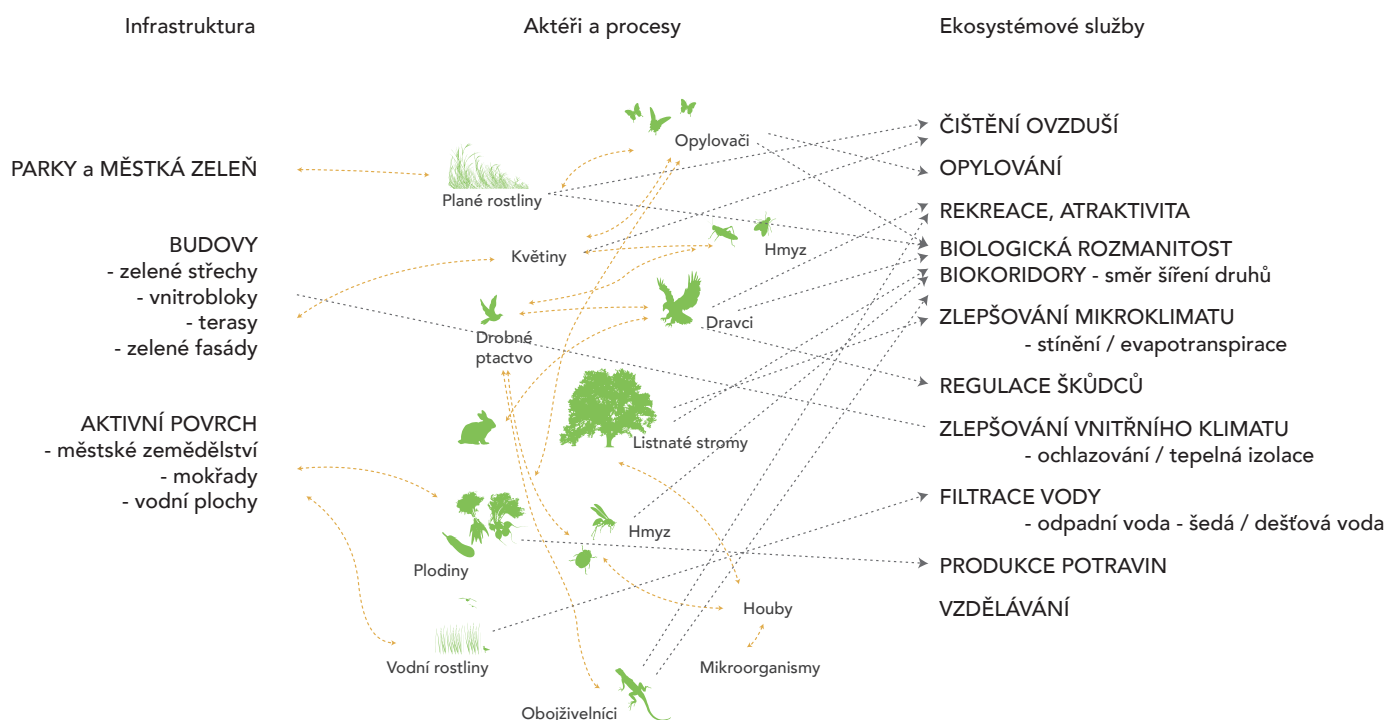 Infrastruktura
Aktéři a procesy
Ekosystémové služby
PARKY a MĚSTKÁ ZELEŇ
BUDOVY
- zelené střechy
- vnitrobloky
- terasy
- zelené fasády
AKTIVNÍ POVRCH
- městské zemědělství
- mokřady
- vodní plochy
Opylovači
Plané rostliny
Květiny
Hmyz
Drobné
ptactvo
Dravci
Listnaté stromy
Hmyz
Plodiny
Houby
Vodní rostliny
Mikroorganismy
Obojživelníci
ČIŠTĚNÍ OVZDUŠÍ
OPYLOVÁNÍ
REKREACE, ATRAKTIVITA
BIOLOGICKÁ ROZMANITOST
BIOKORIDORY - směr šíření druhů
ZLEPŠOVÁNÍ MIKROKLIMATU
- stínění / evapotranspirace
REGULACE ŠKŮDCŮ
ZLEPŠOVÁNÍ VNITŘNÍHO KLIMATU
- ochlazování / tepelná izolace
FILTRACE VODY
- odpadní voda - šedá / dešťová voda
PRODUKCE POTRAVIN
VZDĚLÁVÁNÍ